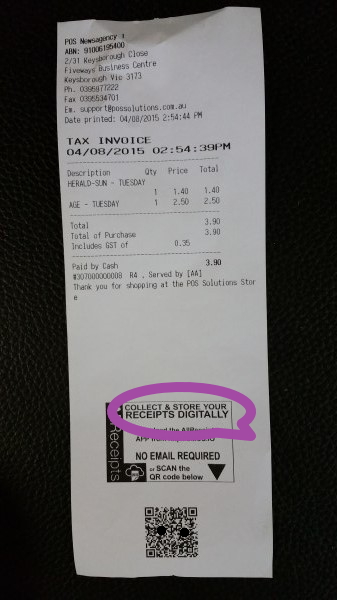 POS Newsagency :
ABN: 91006195400
2/31 Keysborough Close
Fiveways Business Centre
Keysborough Vic 3173
Ph. 0395877222
Fax 0395534701
Em. support@possolutions.com.au
Date printed: 04/08/2015 2:54:44 PM
TAX INVOICE
04/08/2015 02:54:39PM
Description Qty Price Total
HERALD-SUN - TUESDAY
1 1.40 1.40
AGE - TUESDAY 1 2.50 2.50
Total 3.90
Total of Purchase 3.90
Includes GST of 0.35
Paid by Cash 3.90
#307000000008 R4 , Served by [AA]
Thank you for shopping at the POS Solutions Stor
e
COLLECT & STORE YOUR
RECEIPTS DIGITALLY
the
APP
NO EMAIL REQUIRED
or SCAN the
QR code below
Receipts